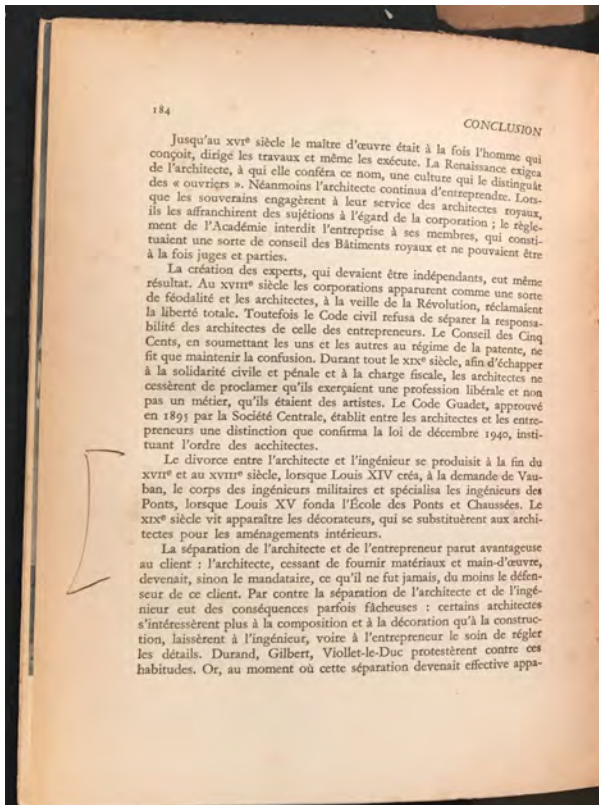 184
CONCLUSION
Jusqu'au XVIᵉ siècle le maître d'œuvre était à la fois l'homme qui
conçoit, dirige les travaux et même les exécute. La Renaissance exigea
de l'architecte, à qui elle conféra ce nom, une culture qui le distinguât
des « ouvriers ». Néanmoins l'architecte continua d'entreprendre. Lors-
que les souverains engagèrent à leur service des architectes royaux,
ils les affranchirent des sujétions à l'égard de la corporation ; le règle-
ment de l'Académie interdit l'entreprise à ses membres, qui consti-
tuaient une sorte de conseil des Bâtiments royaux et ne pouvaient être
à la fois juges et parties.
La création des experts, qui devaient être indépendants, eut même
résultat. Au XVIIIᵉ siècle les corporations apparurent comme une sorte
de féodalité et les architectes, à la veille de la Révolution, réclamaient
la liberté totale. Toutefois le Code civil refusa de séparer la responsa-
bilité des architectes de celle des entrepreneurs. Le Conseil des Cinq
Cents, en soumettant les uns et les autres au régime de la patente, ne
fit que maintenir la confusion. Durant tout le XIXᵉ siècle, afin d'échapper
à la solidarité civile et pénale et à la charge fiscale, les architectes ne
cessèrent de proclamer qu'ils exerçaient une profession libérale et non
pas un métier, qu'ils étaient des artistes. Le Code Guadet, approuvé
en 1895 par la Société Centrale, établit entre les architectes et les entre-
preneurs une distinction que confirma la loi de décembre 1940, insti-
tuant l'ordre des acchitectes.
Le divorce entre l'architecte et l'ingénieur se produisit à la fin du
XVIIᵉ et au XVIIIᵉ siècle, lorsque Louis XIV créa, à la demande de Vau-
ban, le corps des ingénieurs militaires et spécialisa les ingénieurs des
Ponts, lorsque Louis XV fonda l'École des Ponts et Chaussées. Le
XIXᵉ siècle vit apparaître les décorateurs, qui se substituèrent aux archi-
tectes pour les aménagements intérieurs.
La séparation de l'architecte et de l'entrepreneur parut avantageuse
au client : l'architecte, cessant de fournir matériaux et main-d'œuvre,
devenait, sinon le mandataire, ce qu'il ne fut jamais, du moins le défen-
seur de ce client. Par contre la séparation de l'architecte et de l'ingé-
nieur eut des conséquences parfois fâcheuses : certains architectes
s'intéressèrent plus à la composition et à la décoration qu'à la construc-
tion, laissèrent à l'ingénieur, voire à l'entrepreneur le soin de régler
les détails. Durand, Gilbert, Viollet-le-Duc protestèrent contre ces
habitudes. Or, au moment où cette séparation devenait effective appa-